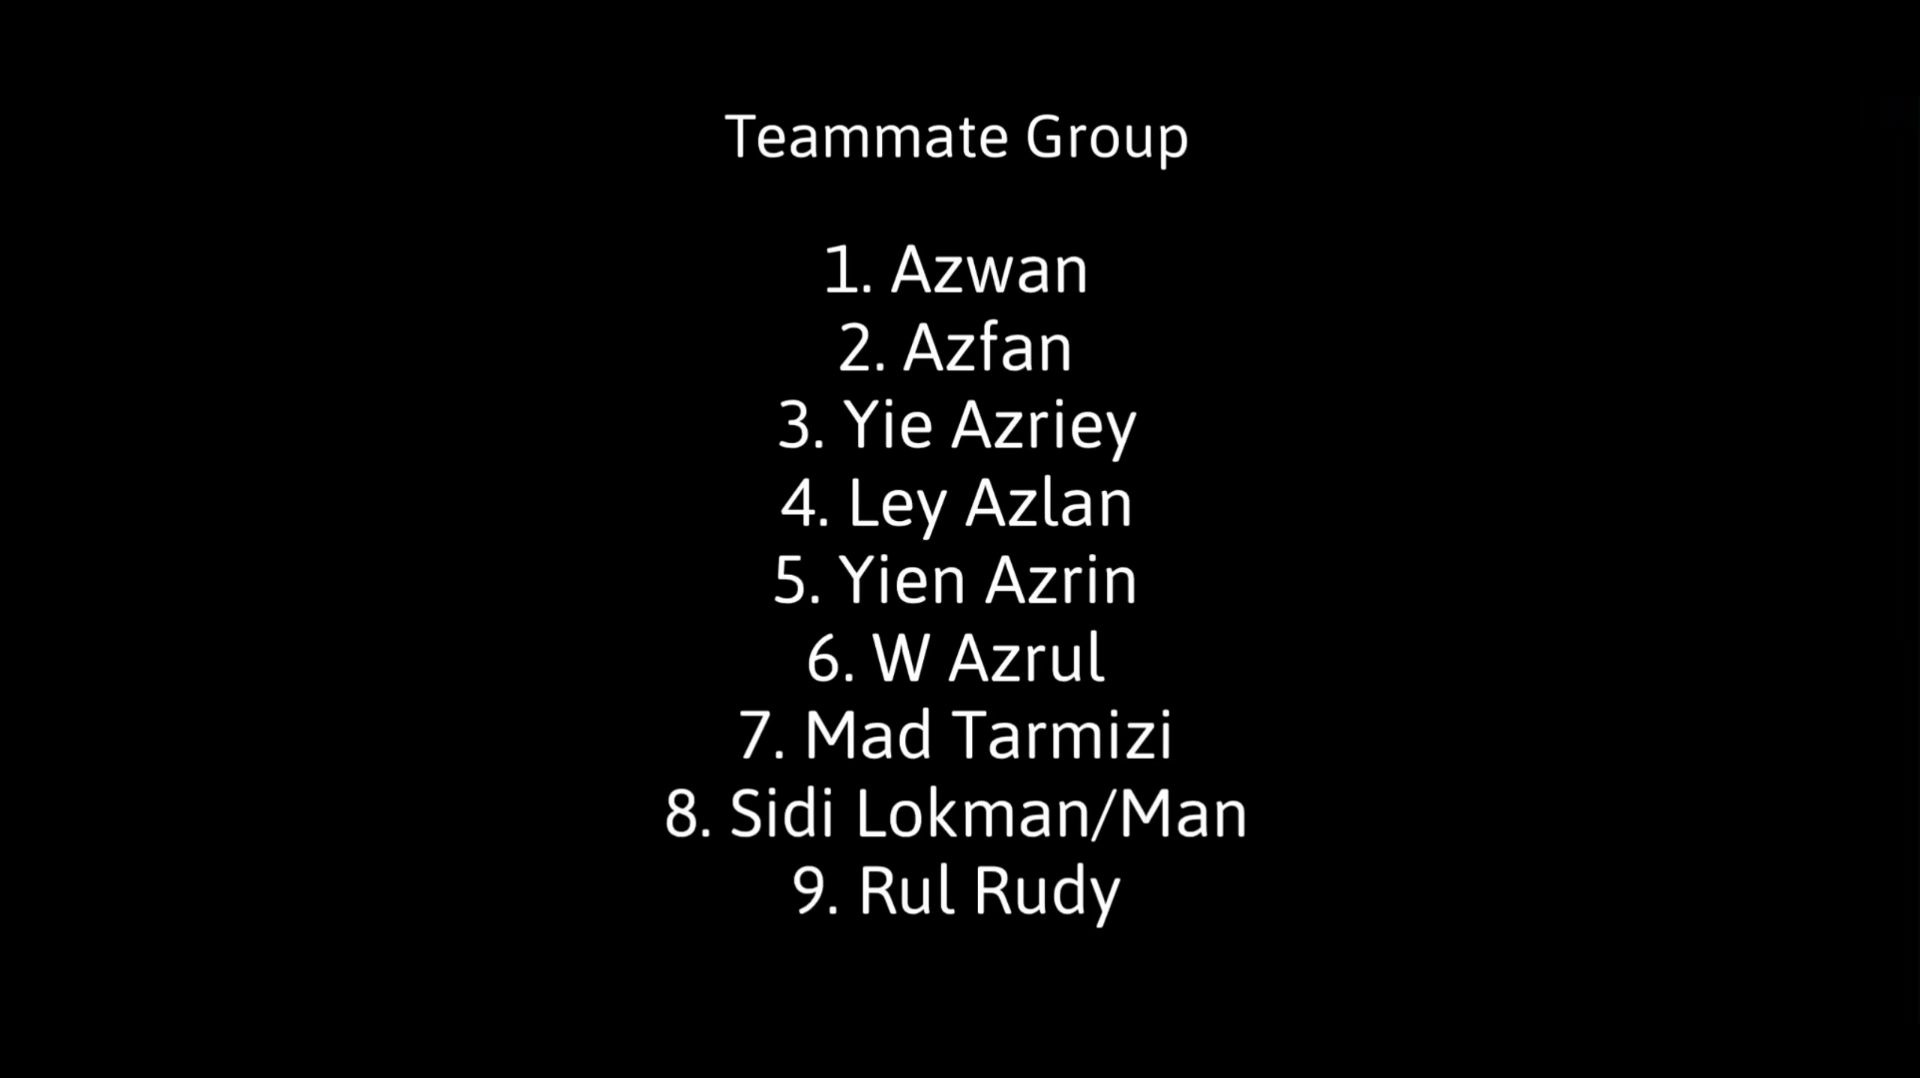 Teammate Group
1. Azwan
2. Azfan
3. Yie Azriey
4. Ley Azlan
5. Yien Azrin
6. W Azrul
7. Mad Tarmizi
8. Sidi Lokman/Man
9. Rul Rudy